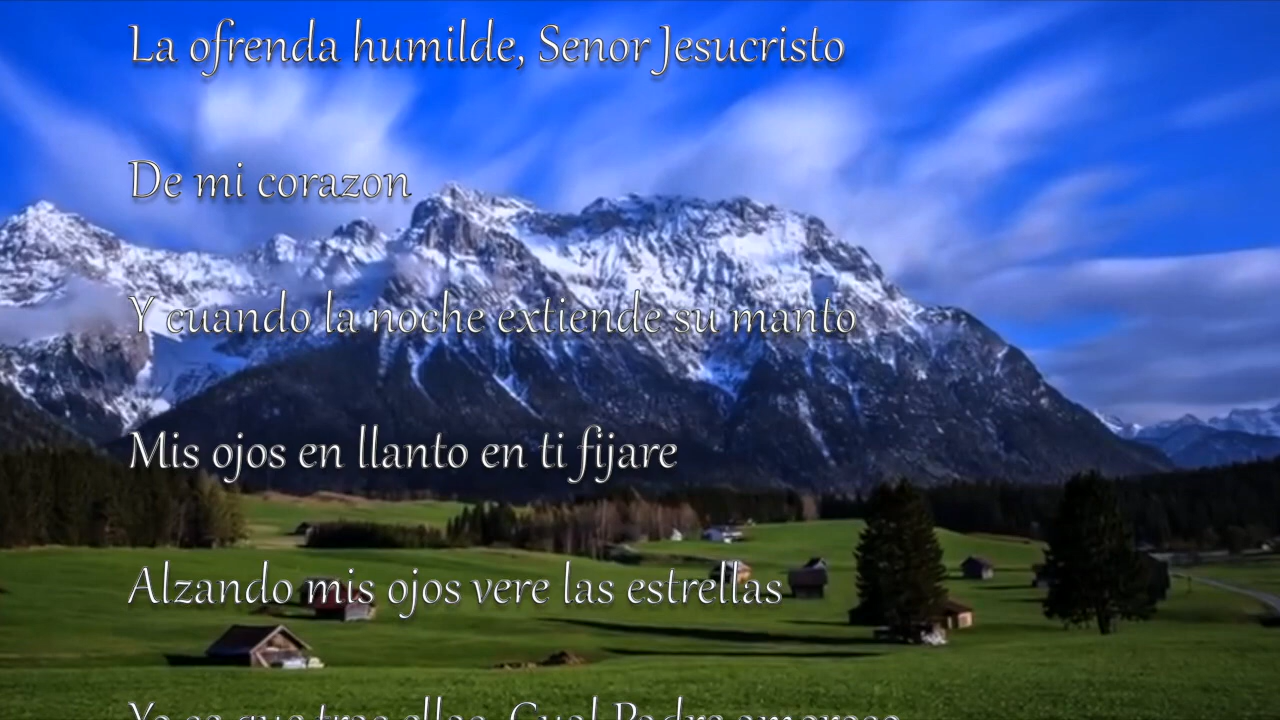 La ofrenda humilde, Senor Jesucristo
De mi corazon
Y cuando la noche extiende su manto
Mis ojos en llanto en ti fijare
Alzando mis ojos vere las estrellas
Yo se que tras ellas, Cual Padre amoroso